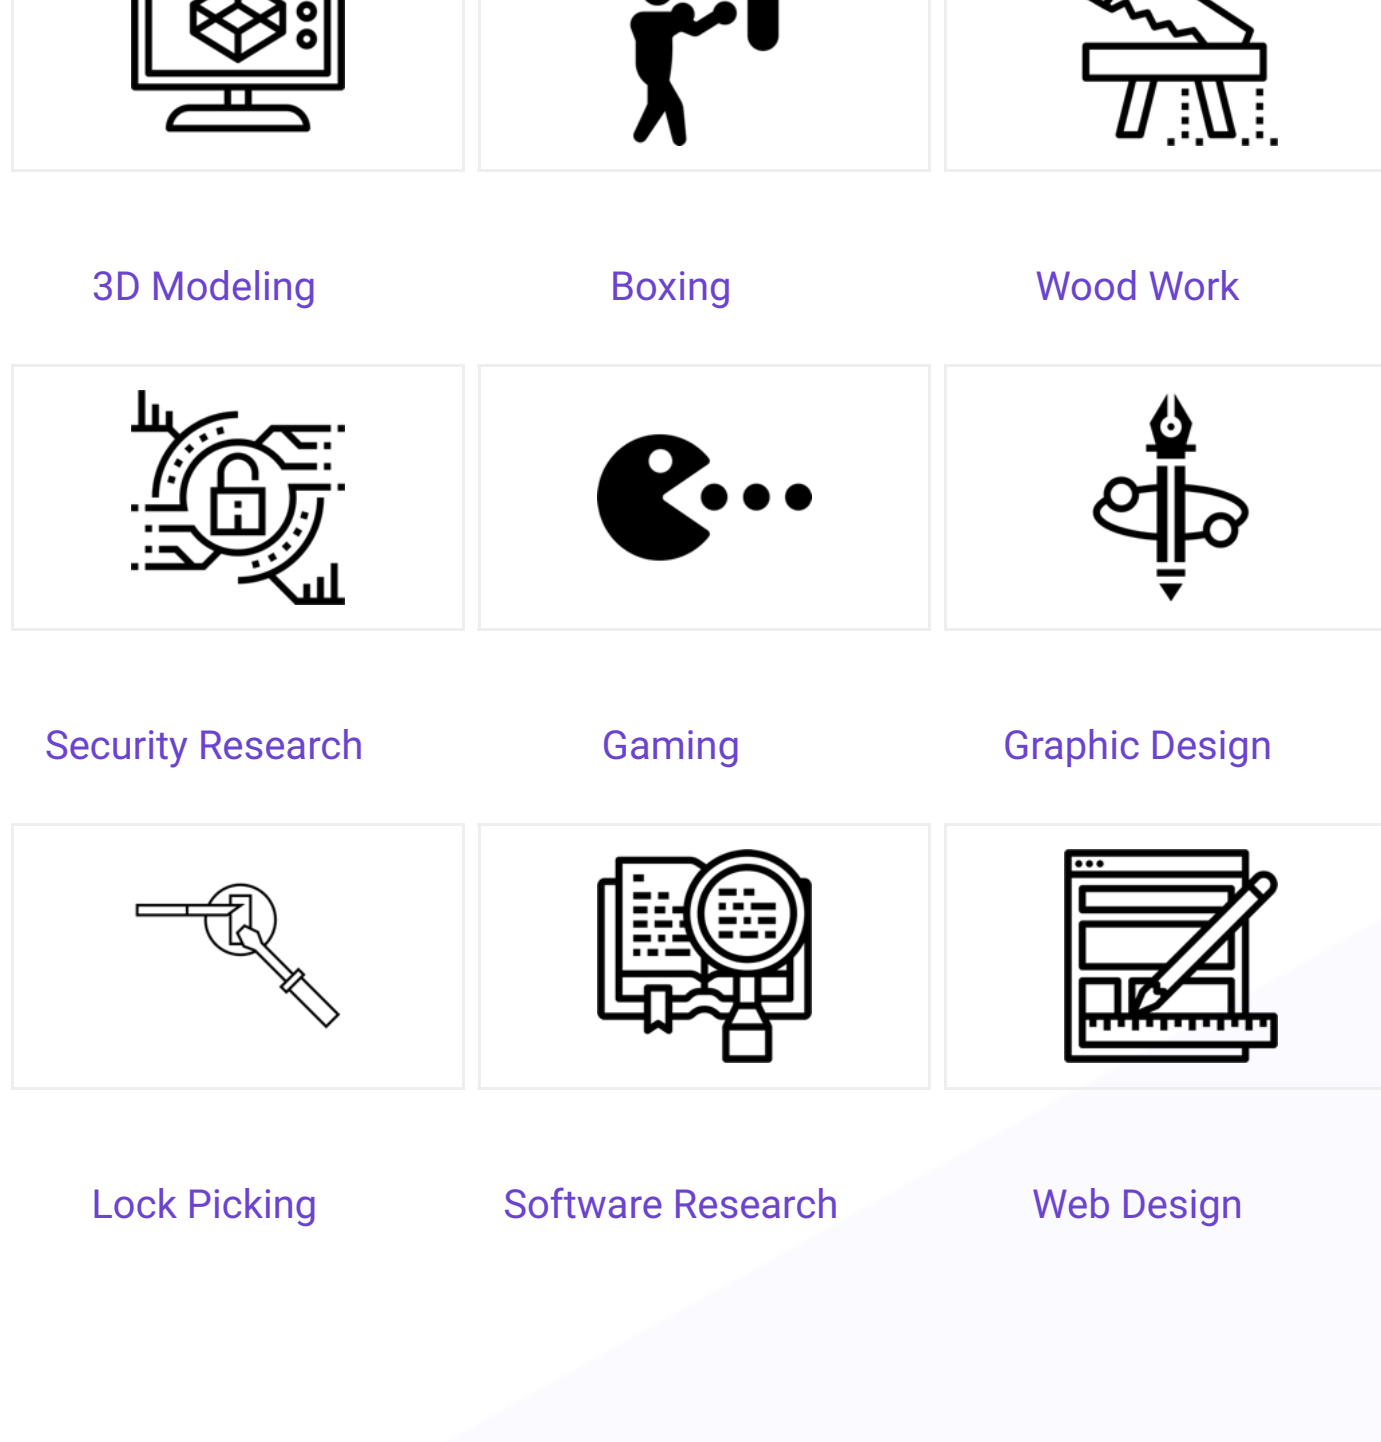 3D Modeling
Boxing
Wood Work
Security Research
Gaming
Graphic Design
Lock Picking
Software Research
Web Design